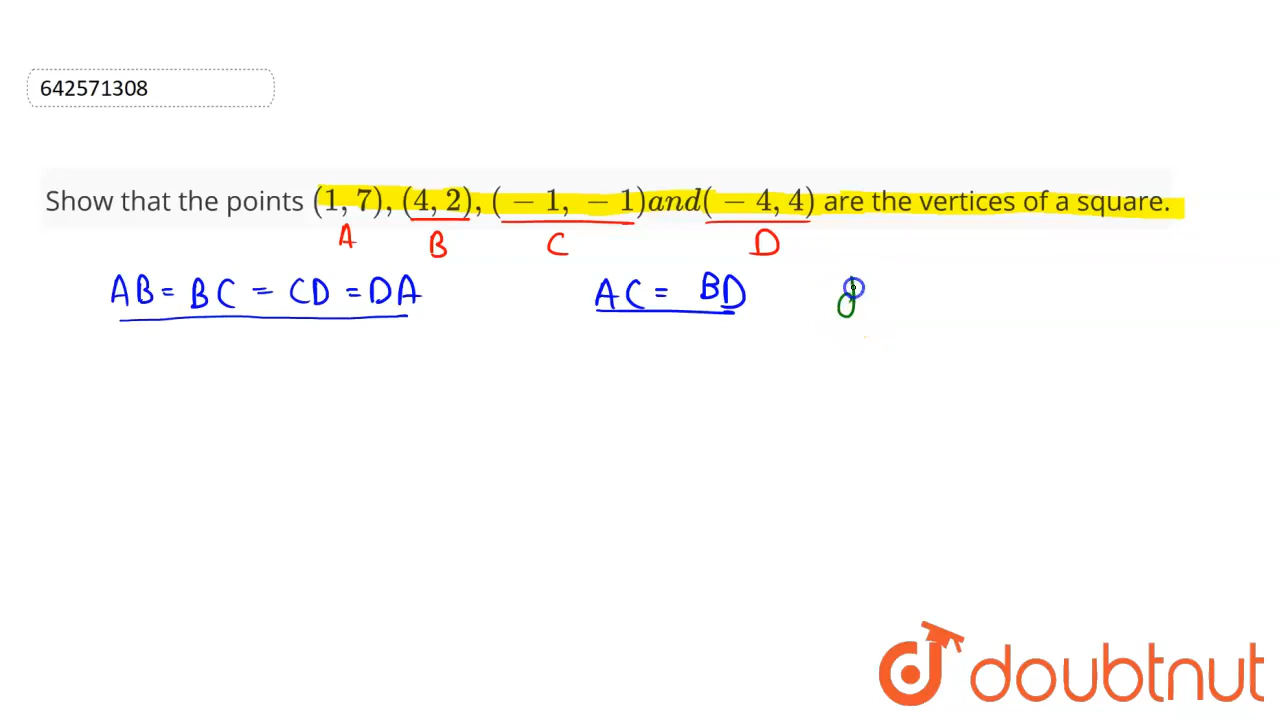 642571308
Show that the points (1, 7), (4, 2), (−1, −1)and(−4, 4) are the vertices of a square.
A B C D
AB = BC = CD = DA AC = BD d
doubtnut